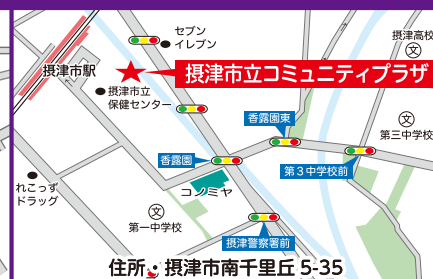 セブン
イレブン
摂津高校
文
摂津市駅
摂津市立コミュニティプラザ
摂津市立
保健センター
香露園東
文
第三中学校
香露園
第3中学校前
れこっず
ドラッグ
コノミヤ
文
第一中学校
摂津警察署前
住所:摂津市南千里丘 5-35